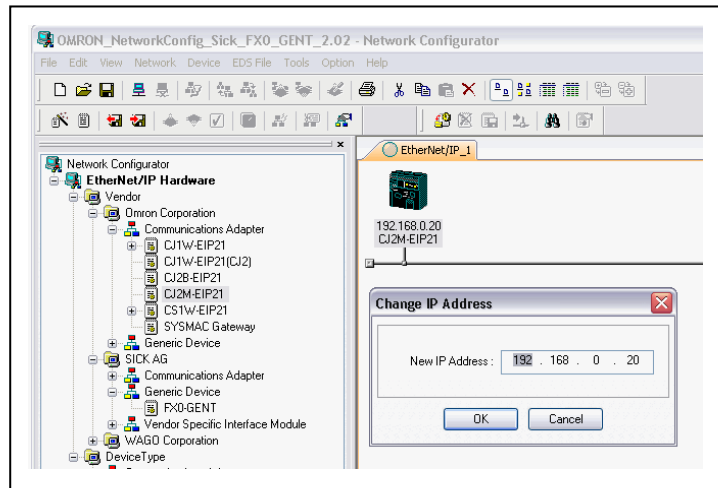 OMRON_NetworkConfig_Sick_FX0_GENT_2.02 - Network Configurator
File Edit View Network Device EDS File Tools Option Help
Network Configurator
EtherNet/IP Hardware
Vendor
Omron Corporation
Communications Adapter
CJ1W-EIP21
CJ1W-EIP21(CJ2)
CJ2B-EIP21
CJ2M-EIP21
CS1W-EIP21
SYSMAC Gateway
Generic Device
SICK AG
Communications Adapter
Generic Device
FX0-GENT
Vendor Specific Interface Module
WAGO Corporation
DeviceType
EtherNet/IP_1
192.168.0.20
CJ2M-EIP21
Change IP Address
New IP Address : 192 . 168 . 0 . 20
OK Cancel